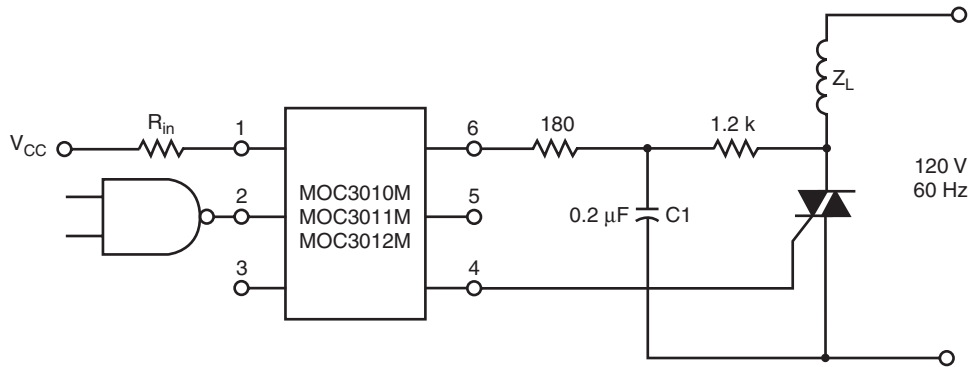 Z_L
R_in
1
6
180
1.2 k
V_CC
120 V
60 Hz
MOC3010M
MOC3011M
MOC3012M
2
5
0.2 μF
C1
3
4